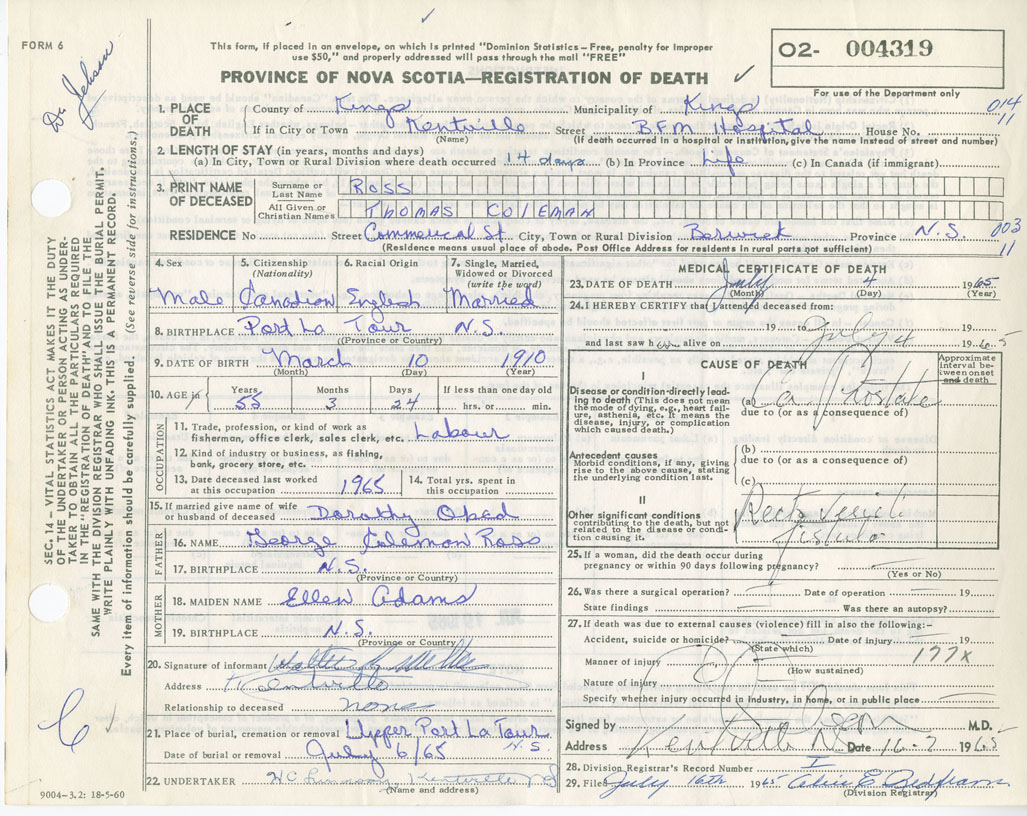 FORM 6
Dr. Jehison
This form, if placed in an envelope, on which is printed "Dominion Statistics—Free, penalty for improper
use $50," and properly addressed will pass through the mail "FREE"
O2- 004319
PROVINCE OF NOVA SCOTIA—REGISTRATION OF DEATH
For use of the Department only
SEC. 14 - VITAL STATISTICS ACT MAKES IT THE DUTY
OF THE UNDERTAKER OR PERSON ACTING AS UNDER-
TAKER TO OBTAIN ALL THE PARTICULARS REQUIRED
IN THE "REGISTRATION OF DEATH" AND TO FILE THE
SAME WITH THE DIVISION REGISTRAR WHO SHALL ISSUE THE BURIAL PERMIT.
WRITE PLAINLY WITH UNFADING INK. THIS IS A PERMANENT RECORD.
Every item of information should be carefully supplied. (See reverse side for instructions.)
1. PLACE OF DEATH
County of Kings Municipality of Kings 014
If in City or Town Kentville Street BFM Hospital House No. 11
(Name) (If death occurred in a hospital or institution, give the name instead of street and number)
2. LENGTH OF STAY (in years, months and days)
(a) In City, Town or Rural Division where death occurred 14 days (b) In Province Life (c) In Canada (if immigrant)
3. PRINT NAME OF DECEASED
Surname or Last Name ROSS
All Given or Christian Names THOMAS COLEMAN
RESIDENCE No Street Commerical St. City, Town or Rural Division Berwick Province N.S. 003
(Residence means usual place of abode. Post Office Address for residents in rural parts not sufficient) 11
4. Sex Male
5. Citizenship (Nationality) Canadian
6. Racial Origin English
7. Single, Married, Widowed or Divorced (write the word) Married
8. BIRTHPLACE Port La Tour N.S.
(Province or Country)
9. DATE OF BIRTH March 10 1910
(Month) (Day) (Year)
10. AGE Years 55 Months 3 Days 24 If less than one day old hrs. or min.
OCCUPATION
11. Trade, profession, or kind of work as
fisherman, office clerk, sales clerk, etc. Labour
12. Kind of industry or business, as fishing,
bank, grocery store, etc.
13. Date deceased last worked at this occupation 1965
14. Total yrs. spent in this occupation
15. If married give name of wife or husband of deceased Dorothy Obed
FATHER
16. NAME George Coleman Ross
17. BIRTHPLACE N.S.
(Province or Country)
MOTHER
18. MAIDEN NAME Ellen Adams
19. BIRTHPLACE N.S.
(Province or Country)
20. Signature of informant Walter
Address Kentville
Relationship to deceased none
21. Place of burial, cremation or removal Upper Port La Tour N.S.
Date of burial or removal July 6/65
22. UNDERTAKER Kentville NS
(Name and address)
9004-3.2: 18-5-60
MEDICAL CERTIFICATE OF DEATH
23. DATE OF DEATH July 4 1965
(Month) (Day) (Year)
24. I HEREBY CERTIFY that I attended deceased from:
19 to July 4 19
and last saw h alive on 1965
CAUSE OF DEATH
Approximate interval between onset and death
I
Disease or condition directly lead-
ing to death (This does not mean
the mode of dying, e.g., heart fail-
ure, asthenia, etc. It means the
disease, injury, or complication
which caused death.)
(a) Ca Prostate
due to (or as a consequence of)
Antecedent causes
Morbid conditions, if any, giving
rise to the above cause, stating
the underlying condition last.
(b)
due to (or as a consequence of)
(c)
II
Other significant conditions
contributing to the death, but not
related to the disease or condi-
tion causing it.
Recto
fistula
25. If a woman, did the death occur during
pregnancy or within 90 days following pregnancy?
(Yes or No)
26. Was there a surgical operation? Date of operation 19
State findings Was there an autopsy?
27. If death was due to external causes (violence) fill in also the following:—
Accident, suicide or homicide? Date of injury 19
(State which) 177X
Manner of injury
(How sustained)
Nature of injury
Specify whether injury occurred in industry, in home, or in public place
Signed by M.D.
Address Kentville Date 16-7 1965
28. Division Registrar's Record Number
29. Filed July 16th 1965
(Division Registrar)